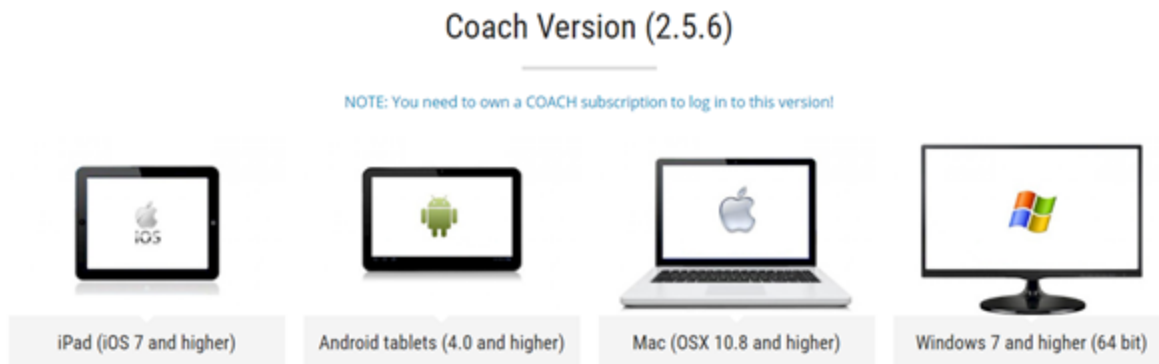 Coach Version (2.5.6)
NOTE: You need to own a COACH subscription to log in to this version!
iOS
iPad (iOS 7 and higher)
Android tablets (4.0 and higher)
Mac (OSX 10.8 and higher)
Windows 7 and higher (64 bit)